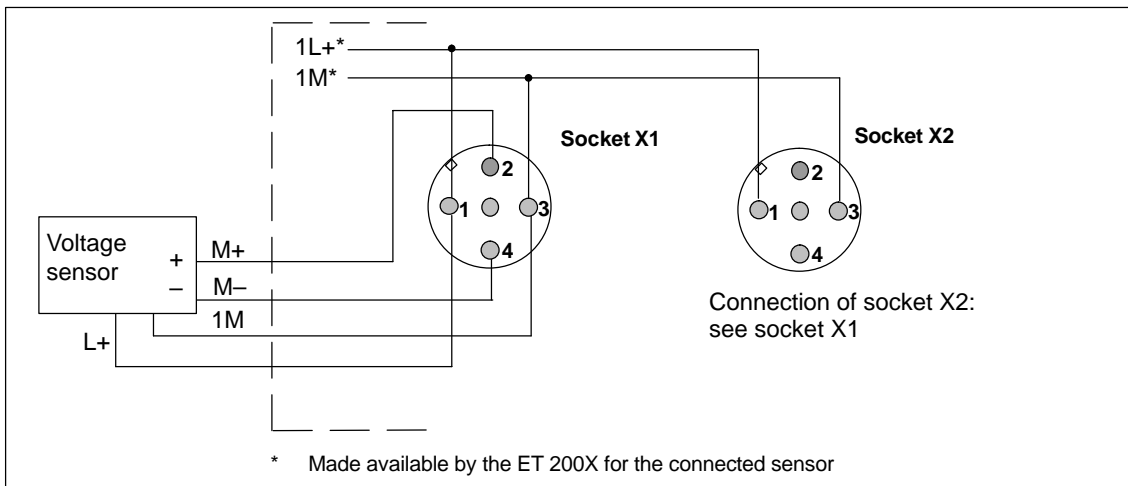 1L+*
1M*
Socket X1
Socket X2
2
1
3
4
2
1
3
4
Voltage
sensor
+
–
M+
M–
1M
L+
Connection of socket X2:
see socket X1
* Made available by the ET 200X for the connected sensor